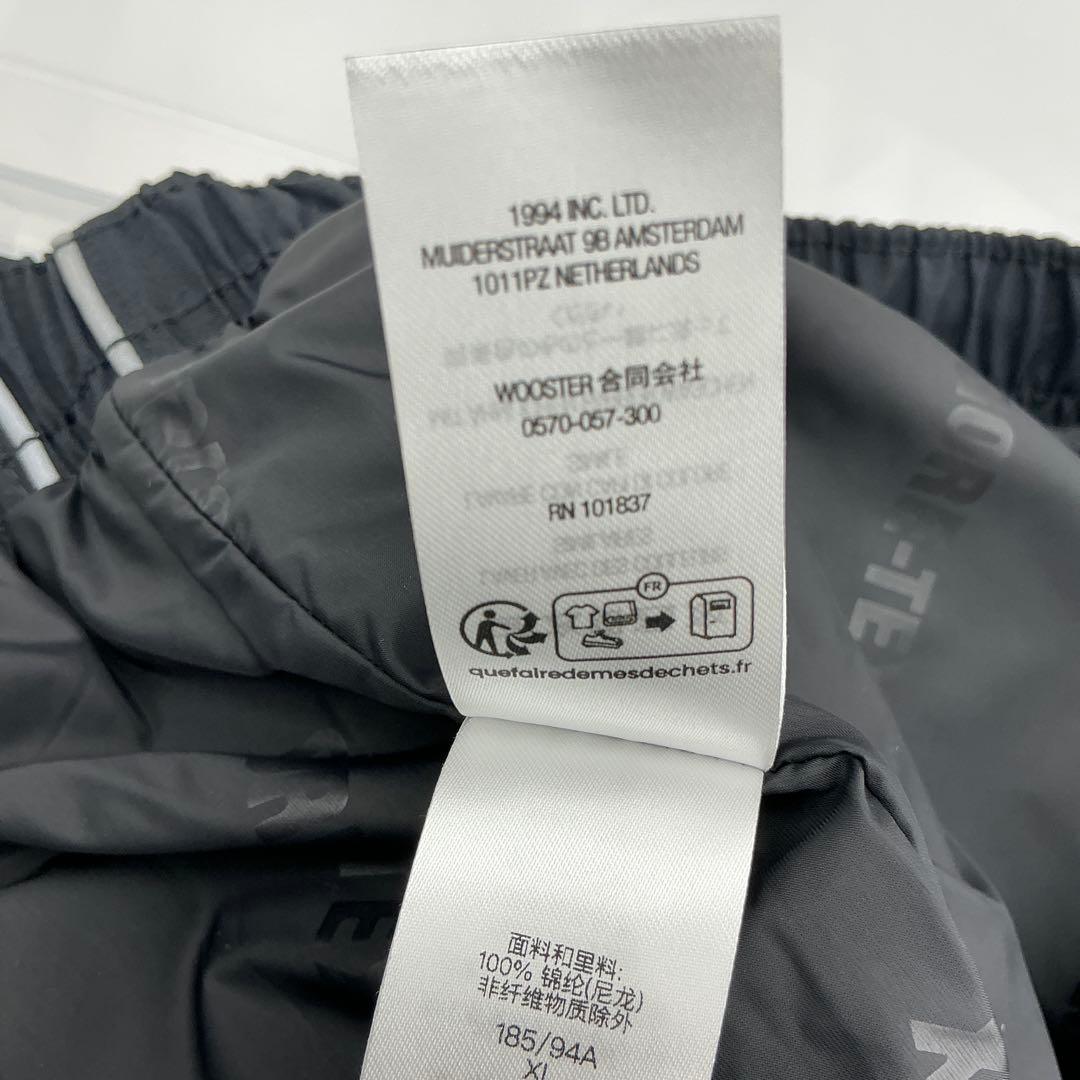 1994 INC. LTD.
MUIDERSTRAAT 9B AMSTERDAM
1011PZ NETHERLANDS
WOOSTER 合同会社
0570-057-300
RN 101837
FR
quefairedemesdechets.fr
面料和里料:
100% 锦纶(尼龙)
非纤维物质除外
185/94A
XL
ORE-TE